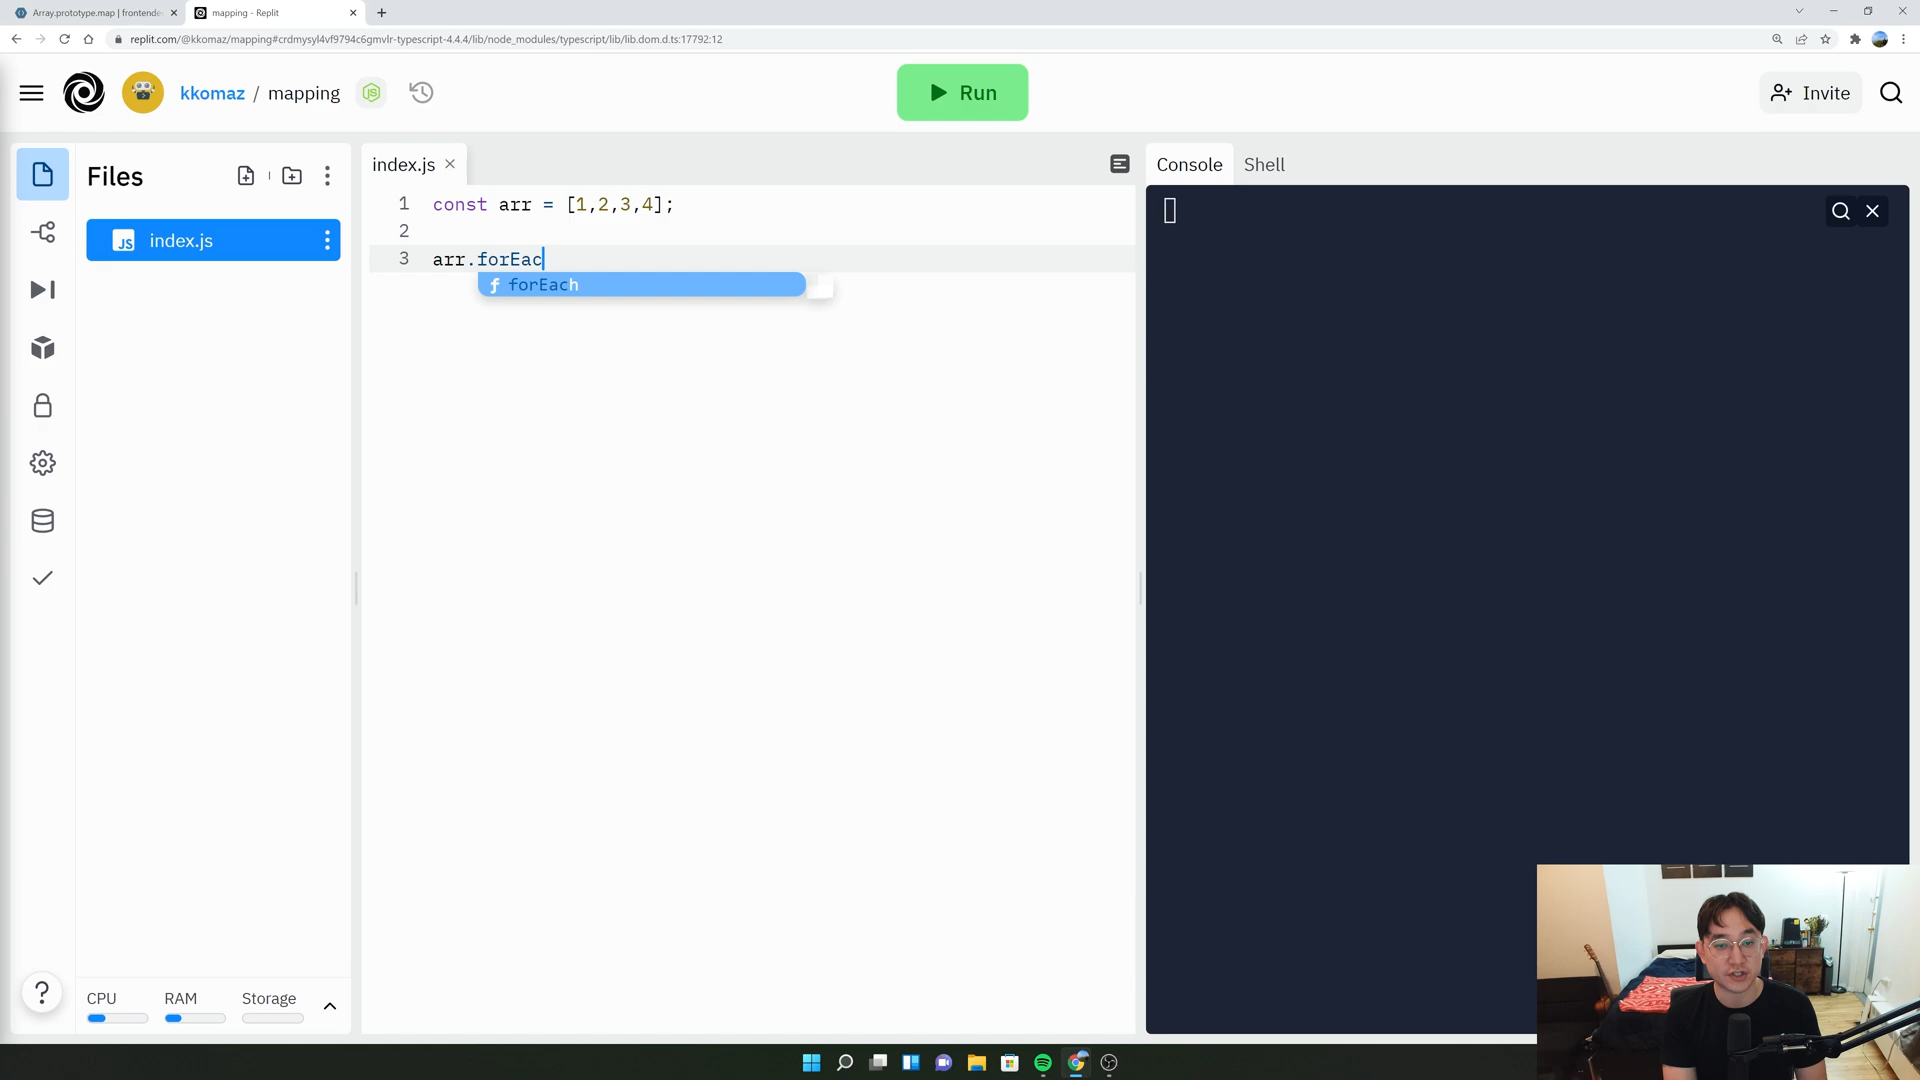 Array.prototype.map | frontende
mapping - Replit
replit.com/@kkomaz/mapping#crdmysyl4vf9794c6gmvlr-typescript-4.4.4/lib/node_modules/typescript/lib/lib.dom.d.ts:17792:12
kkomaz / mapping
Run
Invite
Files
index.js
index.js
1 const arr = [1,2,3,4];
2
3 arr.forEac
f forEach
Console
Shell
CPU
RAM
Storage
?